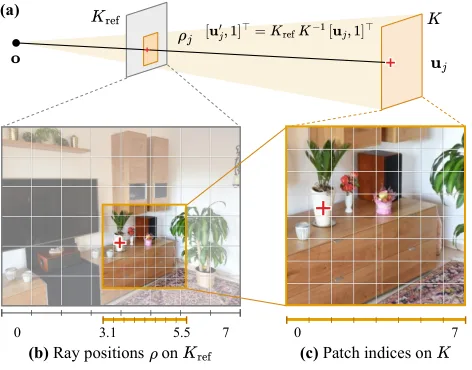 (a)
K_ref
ρ_j
[u′_j, 1]^⊤ = K_ref K^{-1} [u_j, 1]^⊤
K
o
u_j
0 3.1 5.5 7
0 7
(b) Ray positions ρ on K_ref
(c) Patch indices on K